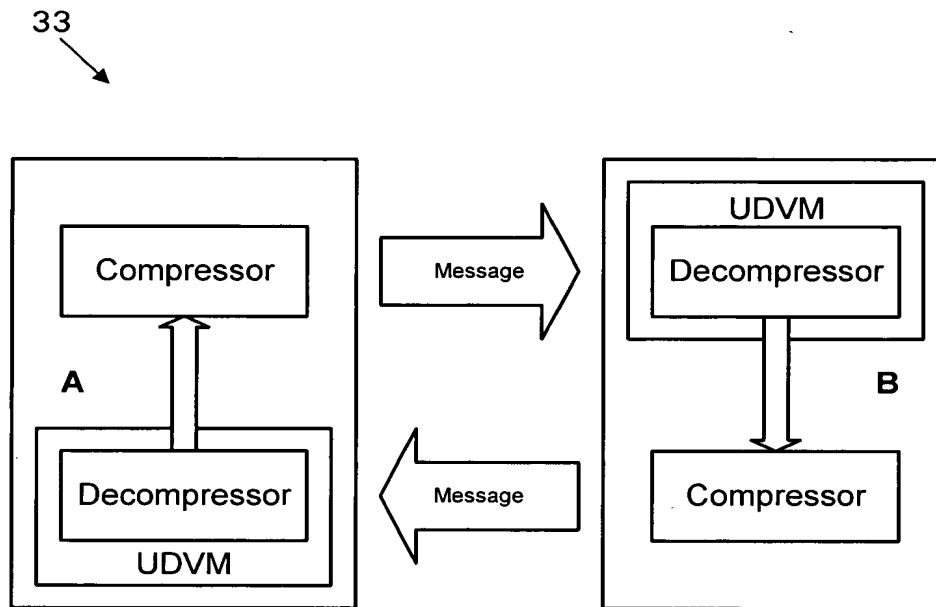 33
Compressor
A
Decompressor
UDVM
Message
Message
UDVM
Decompressor
B
Compressor